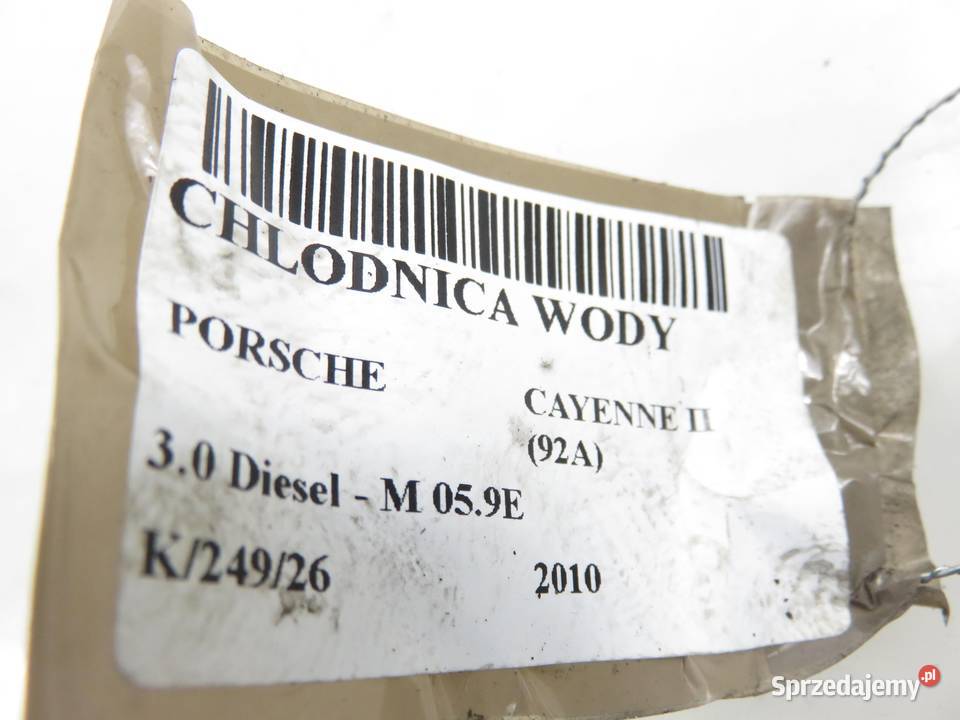 CHLODNICA WODY
PORSCHE
CAYENNE II
(92A)
3.0 Diesel - M 05.9E
K/249/26
2010
Sprzedajemy.pl